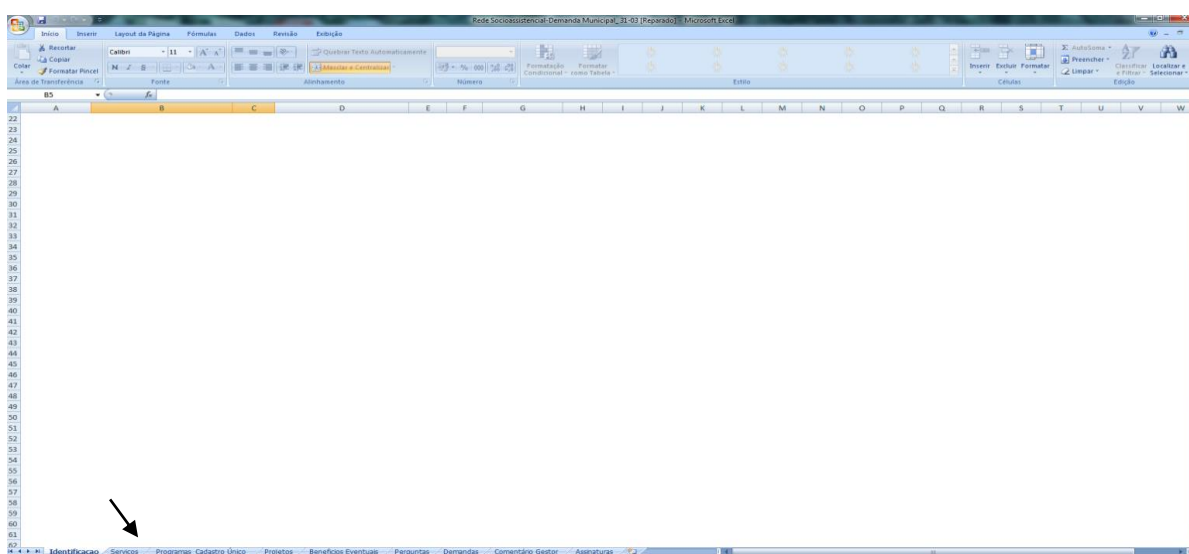 Rede Socioassistencial-Demanda Municipal_31-03 [Reparado] - Microsoft Excel
Início Inserir Layout da Página Fórmulas Dados Revisão Exibição
Colar
Recortar
Copiar
Formatar Pincel
Calibri 11
Quebrar Texto Automaticamente
Mesclar e Centralizar
Formatação Condicional
Formatar como Tabela
Inserir Excluir Formatar
AutoSoma
Preencher
Limpar
Classificar e Filtrar
Localizar e Selecionar
Área de Transferência Fonte Alinhamento Número Estilo Células Edição
B5 fx
A B C D E F G H I J K L M N O P Q R S T U V W
22
23
24
25
26
27
28
29
30
31
32
33
34
35
36
37
38
39
40
41
42
43
44
45
46
47
48
49
50
51
52
53
54
55
56
57
58
59
60
61
62
Identificacao Servicos Programas_Cadastro Único Projetos Beneficios Eventuais Perguntas Demandas Comentário Gestor Assinaturas